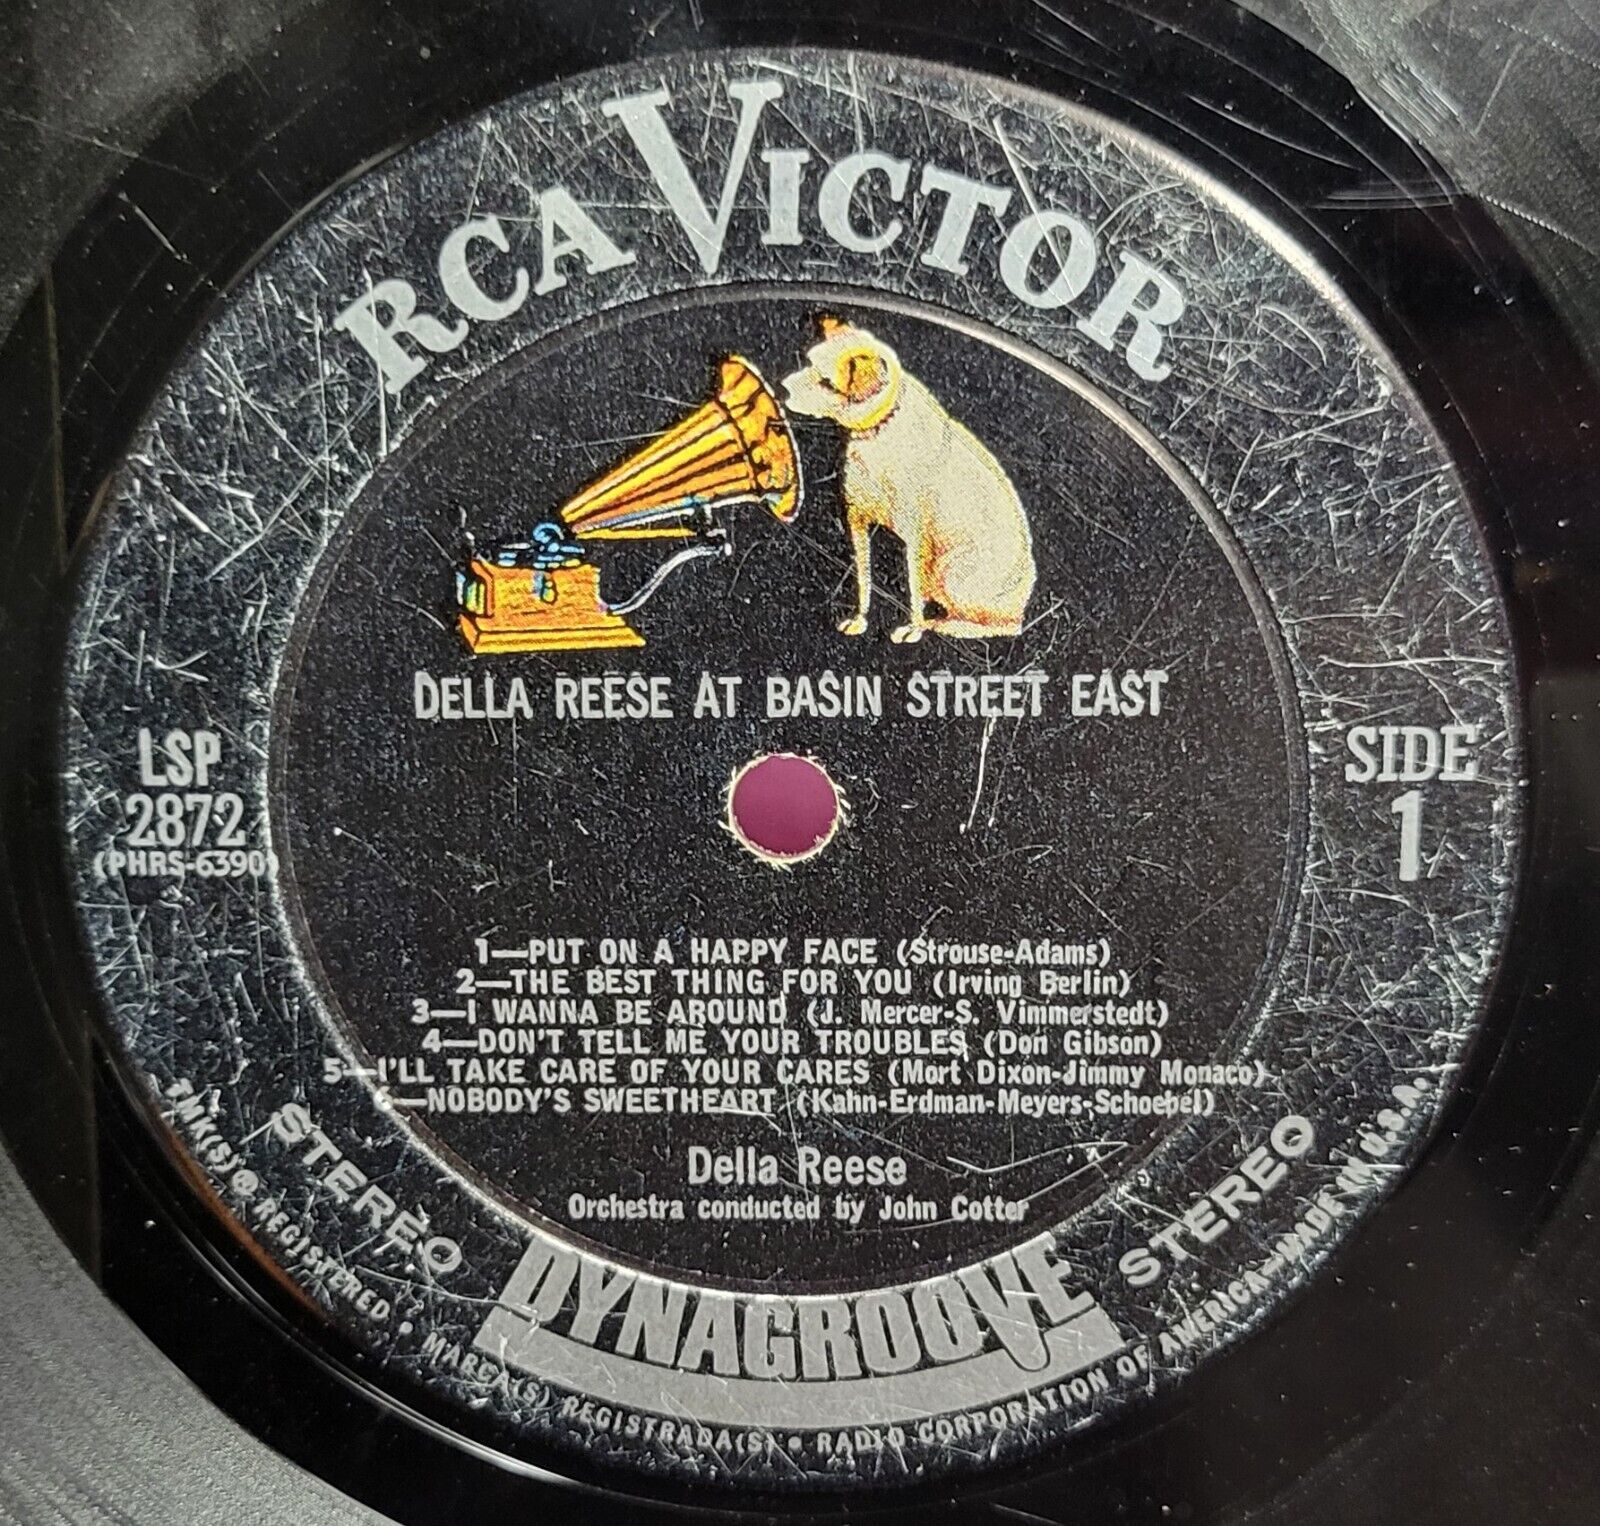 RCA VICTOR
DELLA REESE AT BASIN STREET EAST
LSP
2872
(PHRS-6390)
SIDE
1
1—PUT ON A HAPPY FACE (Strouse-Adams)
2—THE BEST THING FOR YOU (Irving Berlin)
3—I WANNA BE AROUND (J. Mercer-S. Vimmerstedt)
4—DON'T TELL ME YOUR TROUBLES (Don Gibson)
5—I'LL TAKE CARE OF YOUR CARES (Mort Dixon-Jimmy Monaco)
—NOBODY'S SWEETHEART (Kahn-Erdman-Meyers-Schoebel)
Della Reese
Orchestra conducted by John Cotter
STEREO
DYNAGROOVE
STEREO
TMK(S) ® REGISTERED • MARCA(S) REGISTRADA(S) • RADIO CORPORATION OF AMERICA—MADE IN U.S.A.